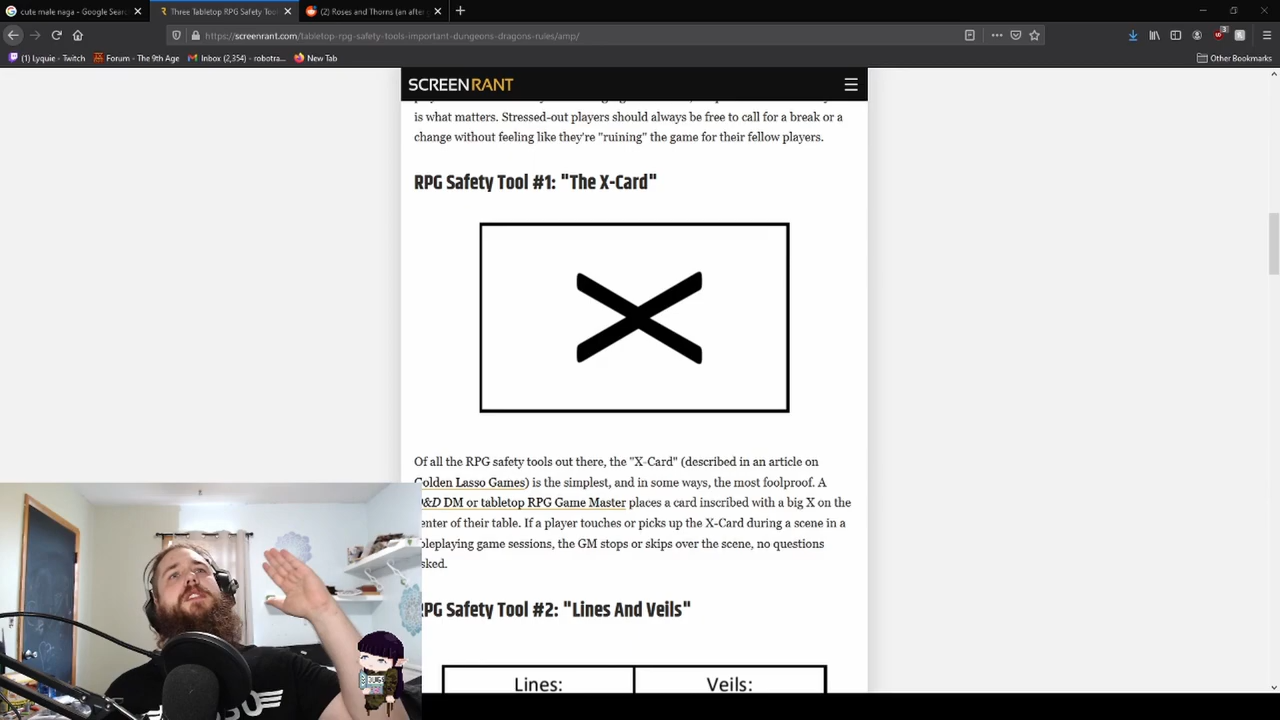 cute male naga - Google Sear
Three Tabletop RPG Safety Tool
(2) Roses and Thorns (an after
https://screenrant.com/tabletop-rpg-safety-tools-important-dungeons-dragons-rules/amp/
(1) Lyquie - Twitch
Forum - The 9th Age
Inbox (2,354) - robotra...
New Tab
Other Bookmarks
SCREENRANT
is what matters. Stressed-out players should always be free to call for a break or a
change without feeling like they're "ruining" the game for their fellow players.
RPG Safety Tool #1: "The X-Card"
X
Of all the RPG safety tools out there, the "X-Card" (described in an article on
Golden Lasso Games) is the simplest, and in some ways, the most foolproof. A
D&D DM or tabletop RPG Game Master places a card inscribed with a big X on the
center of their table. If a player touches or picks up the X-Card during a scene in a
roleplaying game sessions, the GM stops or skips over the scene, no questions
asked.
RPG Safety Tool #2: "Lines And Veils"
Lines:
Veils: